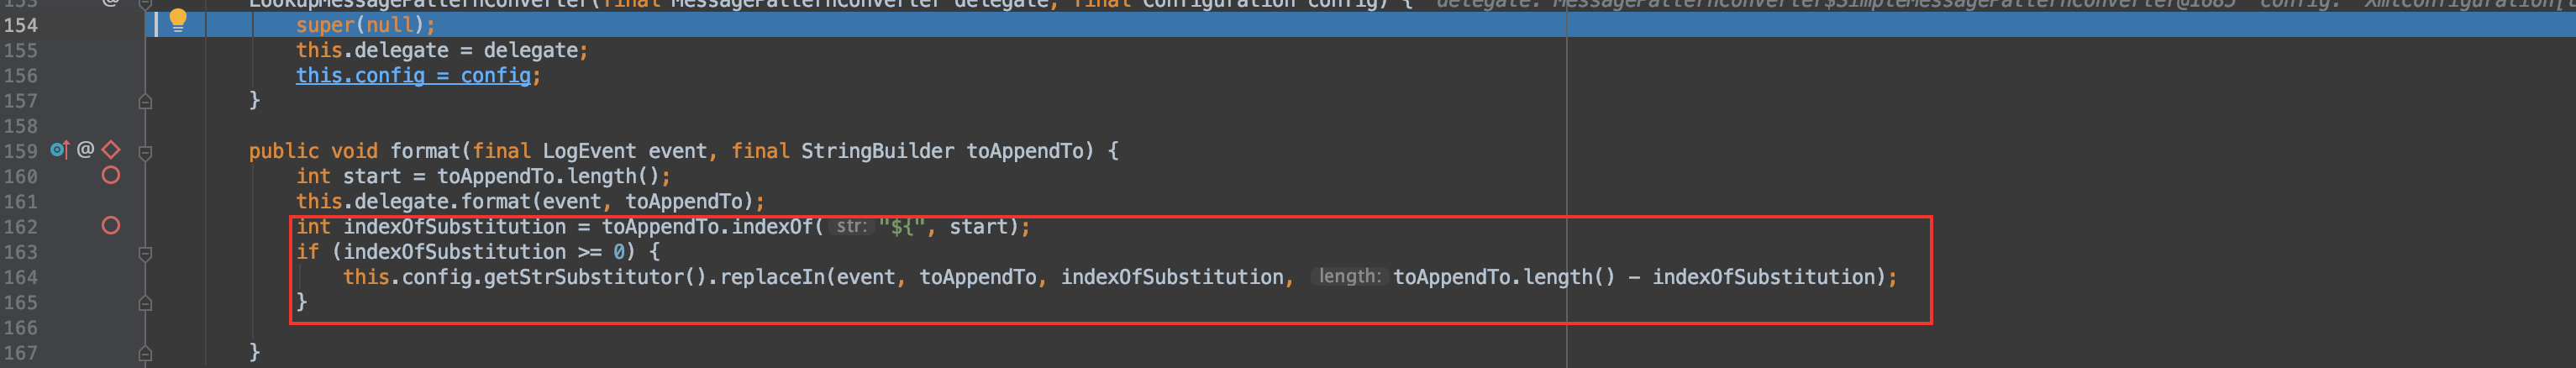 153 @ LookupMessagePatternConverter(final MessagePatternConverter delegate, final Configuration config) { delegate: MessagePatternConverter$SimpleMessagePatternConverter@1685 config: "XmlConfiguration[
154 super(null);
155 this.delegate = delegate;
156 this.config = config;
157 }
158
159 @ public void format(final LogEvent event, final StringBuilder toAppendTo) {
160 int start = toAppendTo.length();
161 this.delegate.format(event, toAppendTo);
162 int indexOfSubstitution = toAppendTo.indexOf( str: "${", start);
163 if (indexOfSubstitution >= 0) {
164 this.config.getStrSubstitutor().replaceIn(event, toAppendTo, indexOfSubstitution, length: toAppendTo.length() - indexOfSubstitution);
165 }
166
167 }